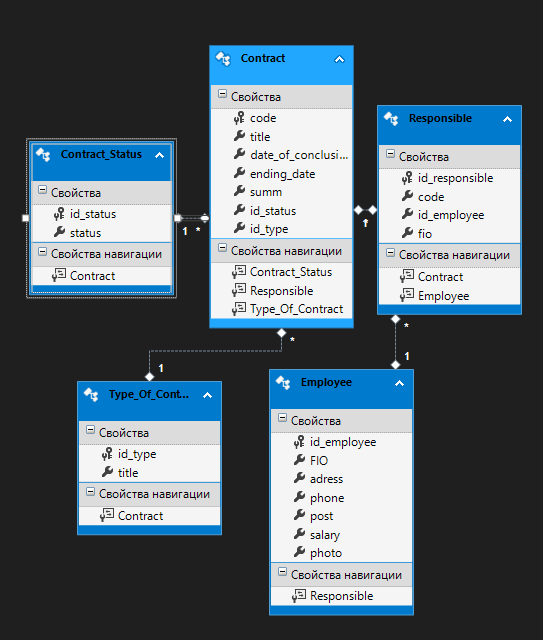 Contract
Свойства
code
title
date_of_conclusi...
ending_date
summ
id_status
id_type
Свойства навигации
Contract_Status
Responsible
Type_Of_Contract
Responsible
Свойства
id_responsible
code
id_employee
fio
Свойства навигации
Contract
Employee
Contract_Status
Свойства
id_status
status
Свойства навигации
Contract
1
*
*
*
1
*
1
Type_Of_Cont...
Свойства
id_type
title
Свойства навигации
Contract
Employee
Свойства
id_employee
FIO
adress
phone
post
salary
photo
Свойства навигации
Responsible